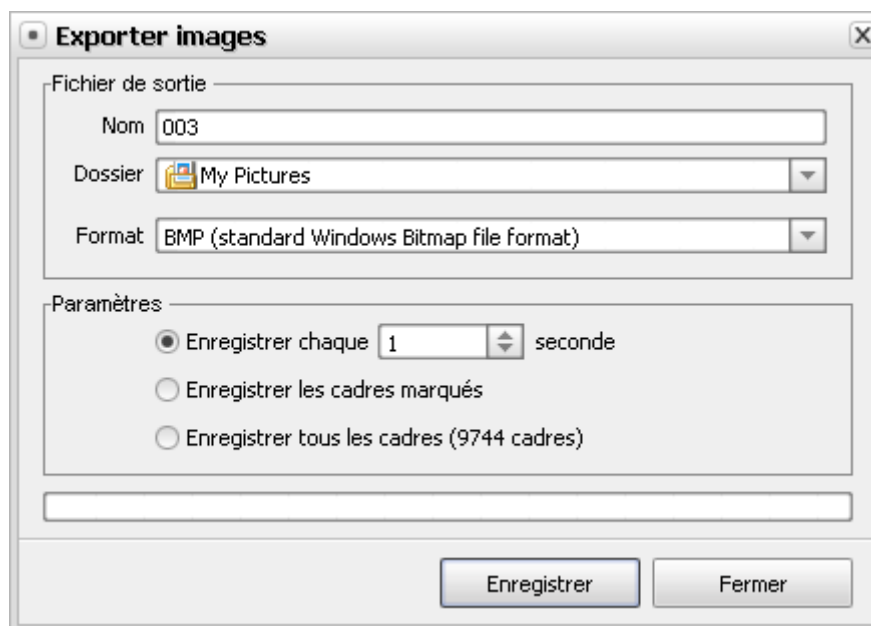 Exporter images
Fichier de sortie
Nom 003
Dossier My Pictures
Format BMP (standard Windows Bitmap file format)
Paramètres
Enregistrer chaque 1 seconde
Enregistrer les cadres marqués
Enregistrer tous les cadres (9744 cadres)
Enregistrer Fermer